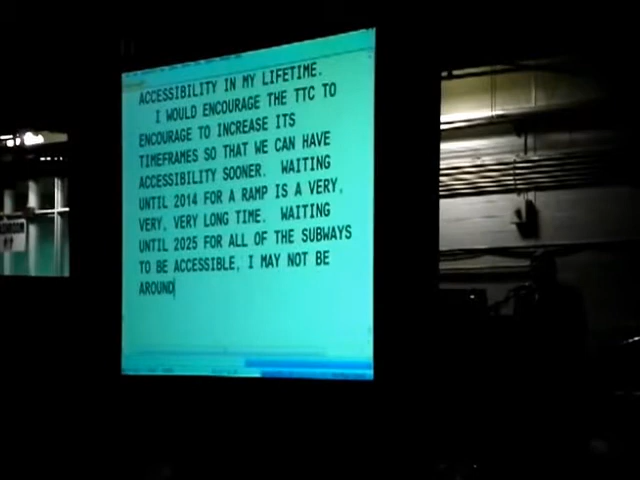 ACCESSIBILITY IN MY LIFETIME.
I WOULD ENCOURAGE THE TTC TO
ENCOURAGE TO INCREASE ITS
TIMEFRAMES SO THAT WE CAN HAVE
ACCESSIBILITY SOONER. WAITING
UNTIL 2014 FOR A RAMP IS A VERY,
VERY, VERY LONG TIME. WAITING
UNTIL 2025 FOR ALL OF THE SUBWAYS
TO BE ACCESSIBLE, I MAY NOT BE
AROUND